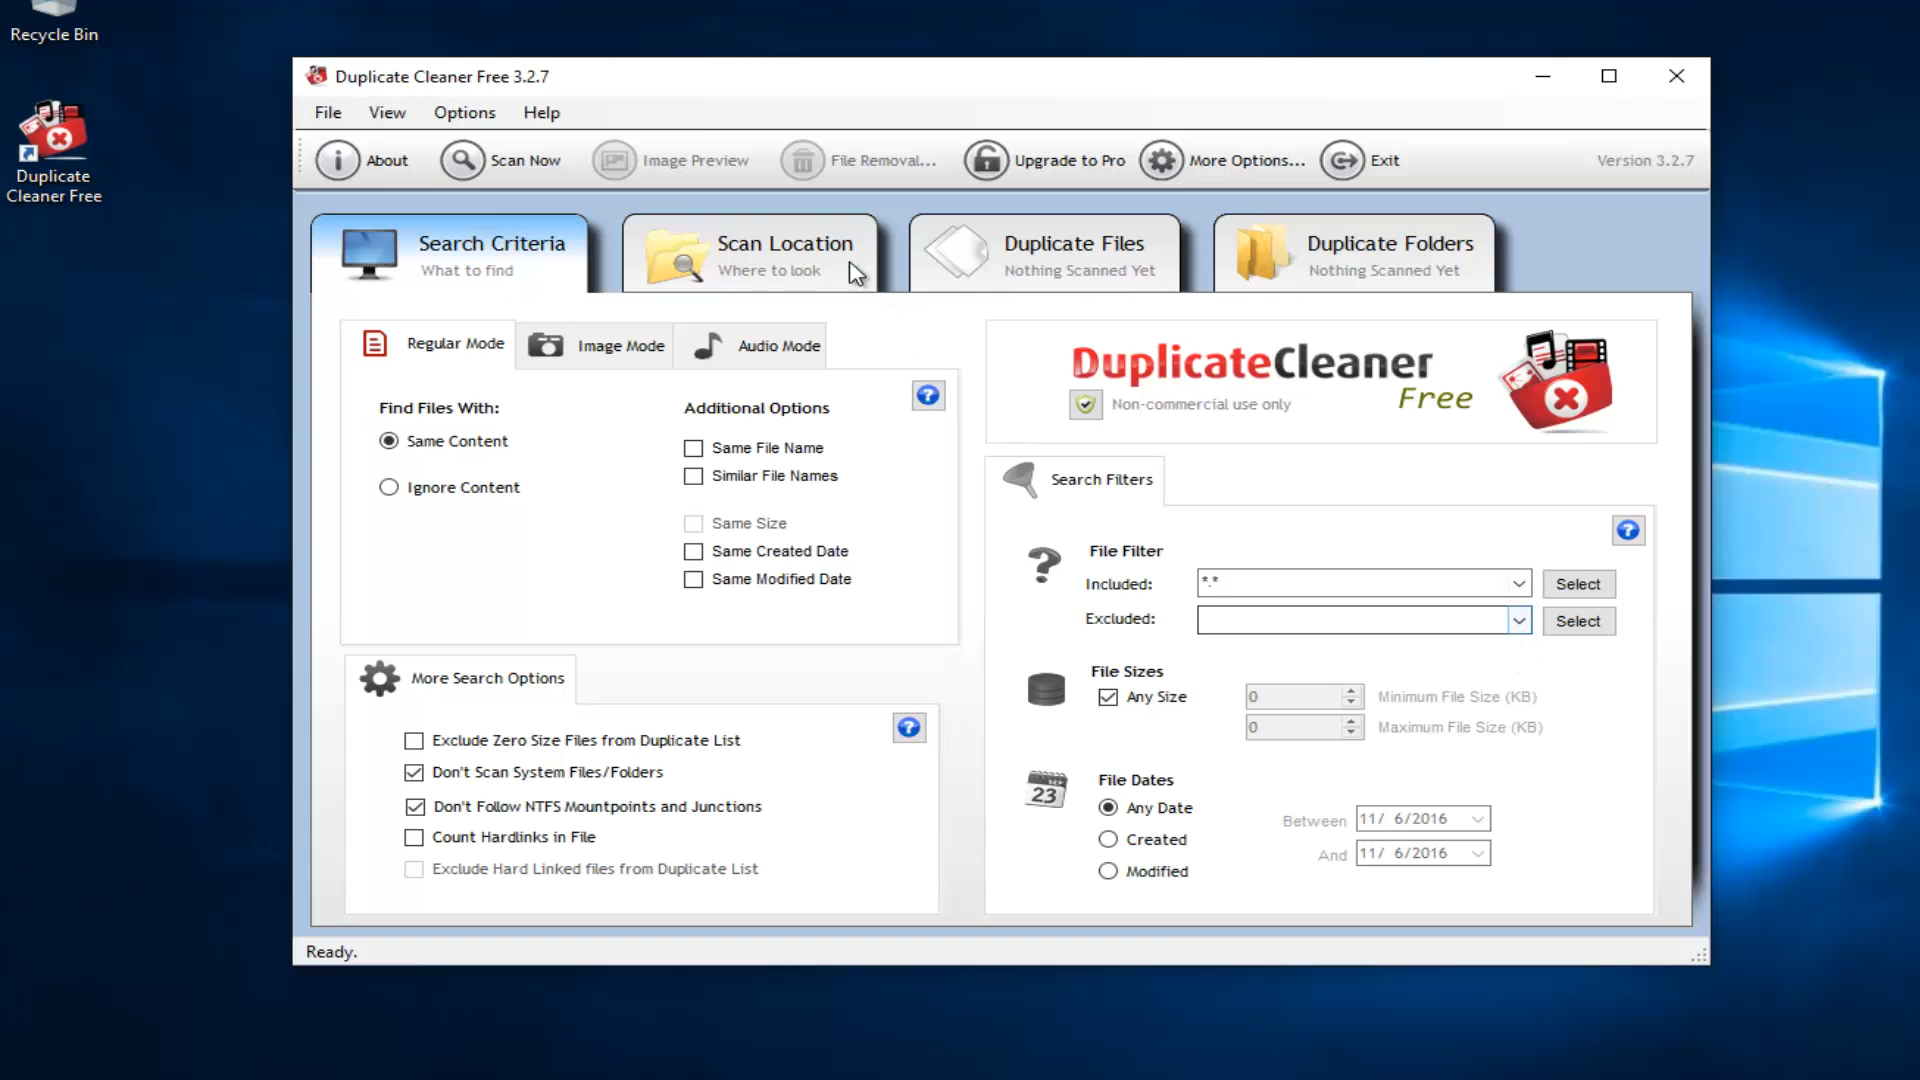 Recycle Bin
Duplicate
Cleaner Free
Duplicate Cleaner Free 3.2.7
File View Options Help
About Scan Now Image Preview File Removal... Upgrade to Pro More Options... Exit Version 3.2.7
Search Criteria
What to find
Scan Location
Where to look
Duplicate Files
Nothing Scanned Yet
Duplicate Folders
Nothing Scanned Yet
Regular Mode Image Mode Audio Mode
Find Files With:
Same Content
Ignore Content
Additional Options
Same File Name
Similar File Names
Same Size
Same Created Date
Same Modified Date
More Search Options
Exclude Zero Size Files from Duplicate List
Don't Scan System Files/Folders
Don't Follow NTFS Mountpoints and Junctions
Count Hardlinks in File
Exclude Hard Linked files from Duplicate List
DuplicateCleaner
Free
Non-commercial use only
Search Filters
File Filter
Included: *.* Select
Excluded: Select
File Sizes
Any Size 0 Minimum File Size (KB)
0 Maximum File Size (KB)
23
File Dates
Any Date
Created
Modified
Between 11/ 6/2016
And 11/ 6/2016
Ready.